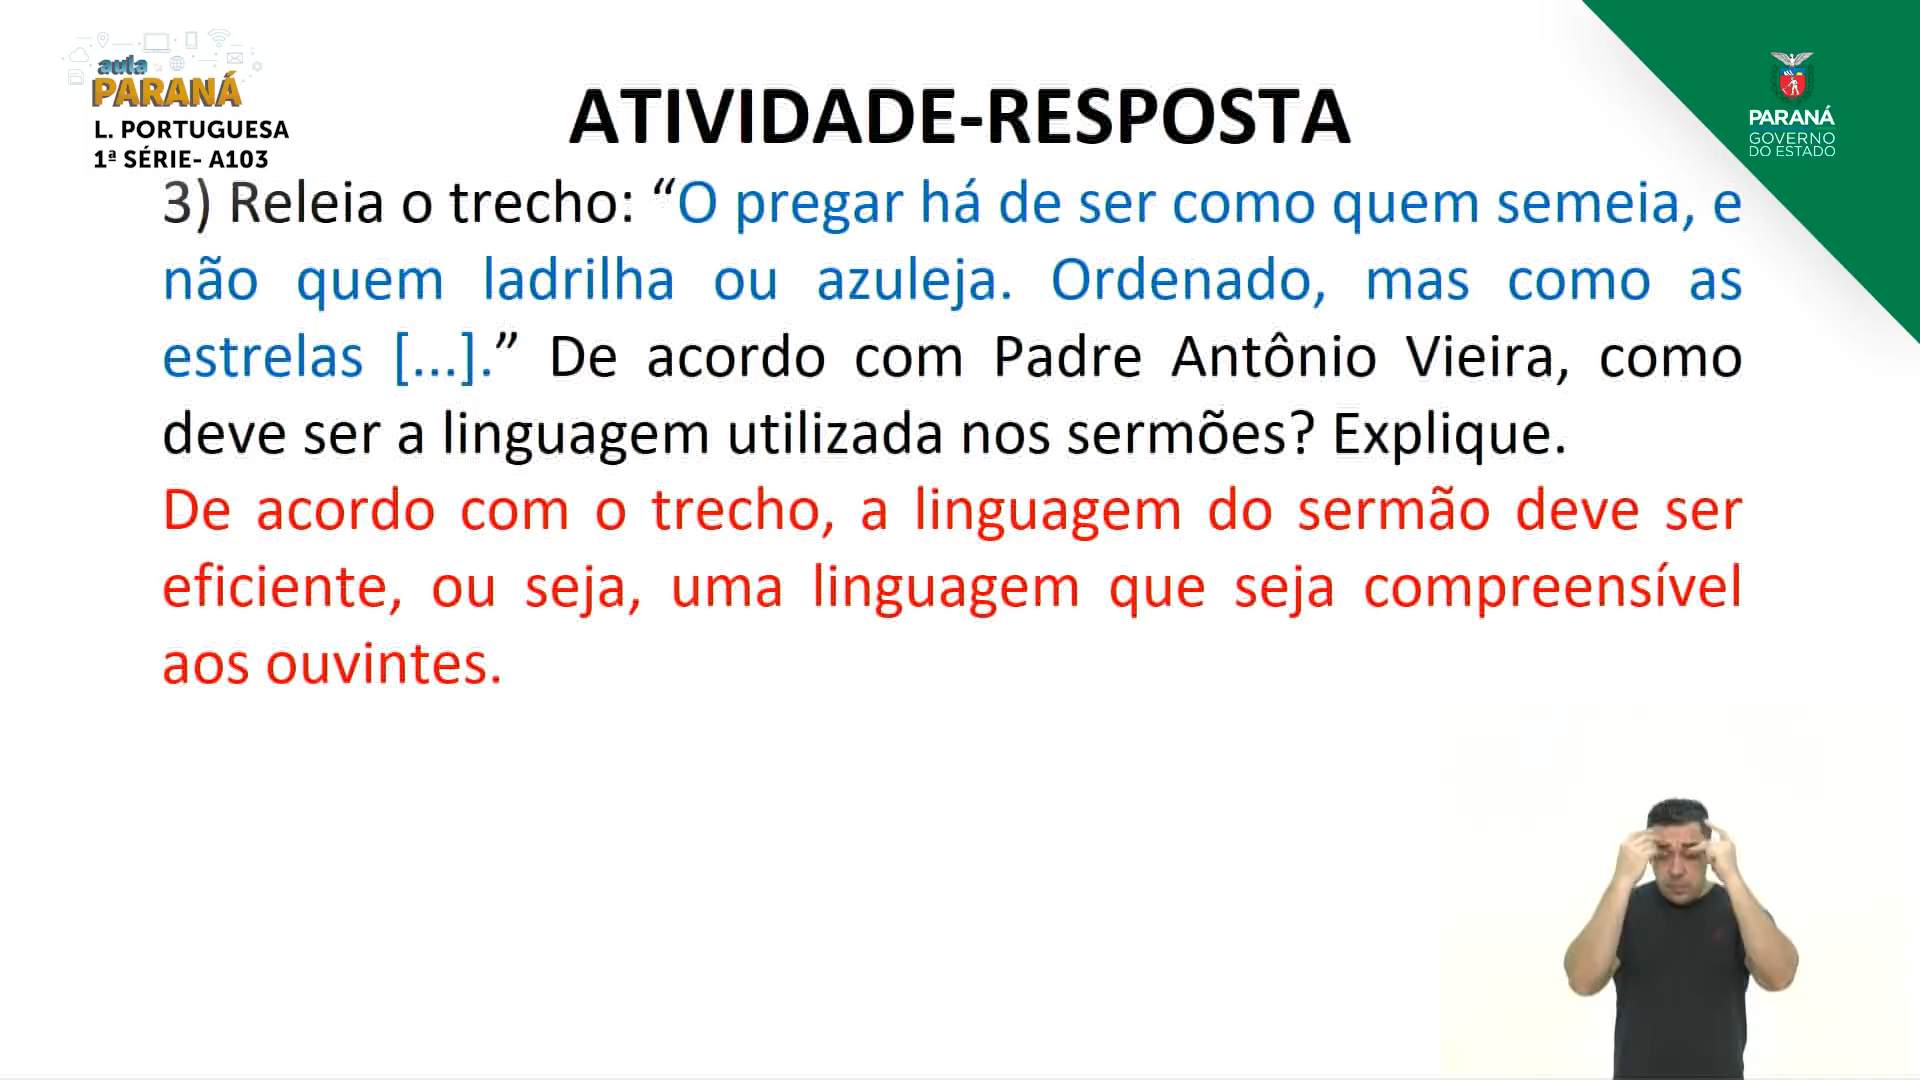 aula
PARANÁ
L. PORTUGUESA
1ª SÉRIE- A103
ATIVIDADE-RESPOSTA
PARANÁ
GOVERNO
DO ESTADO
3) Releia o trecho: “O pregar há de ser como quem semeia, e
não quem ladrilha ou azuleja. Ordenado, mas como as
estrelas [...].” De acordo com Padre Antônio Vieira, como
deve ser a linguagem utilizada nos sermões? Explique.
De acordo com o trecho, a linguagem do sermão deve ser
eficiente, ou seja, uma linguagem que seja compreensível
aos ouvintes.